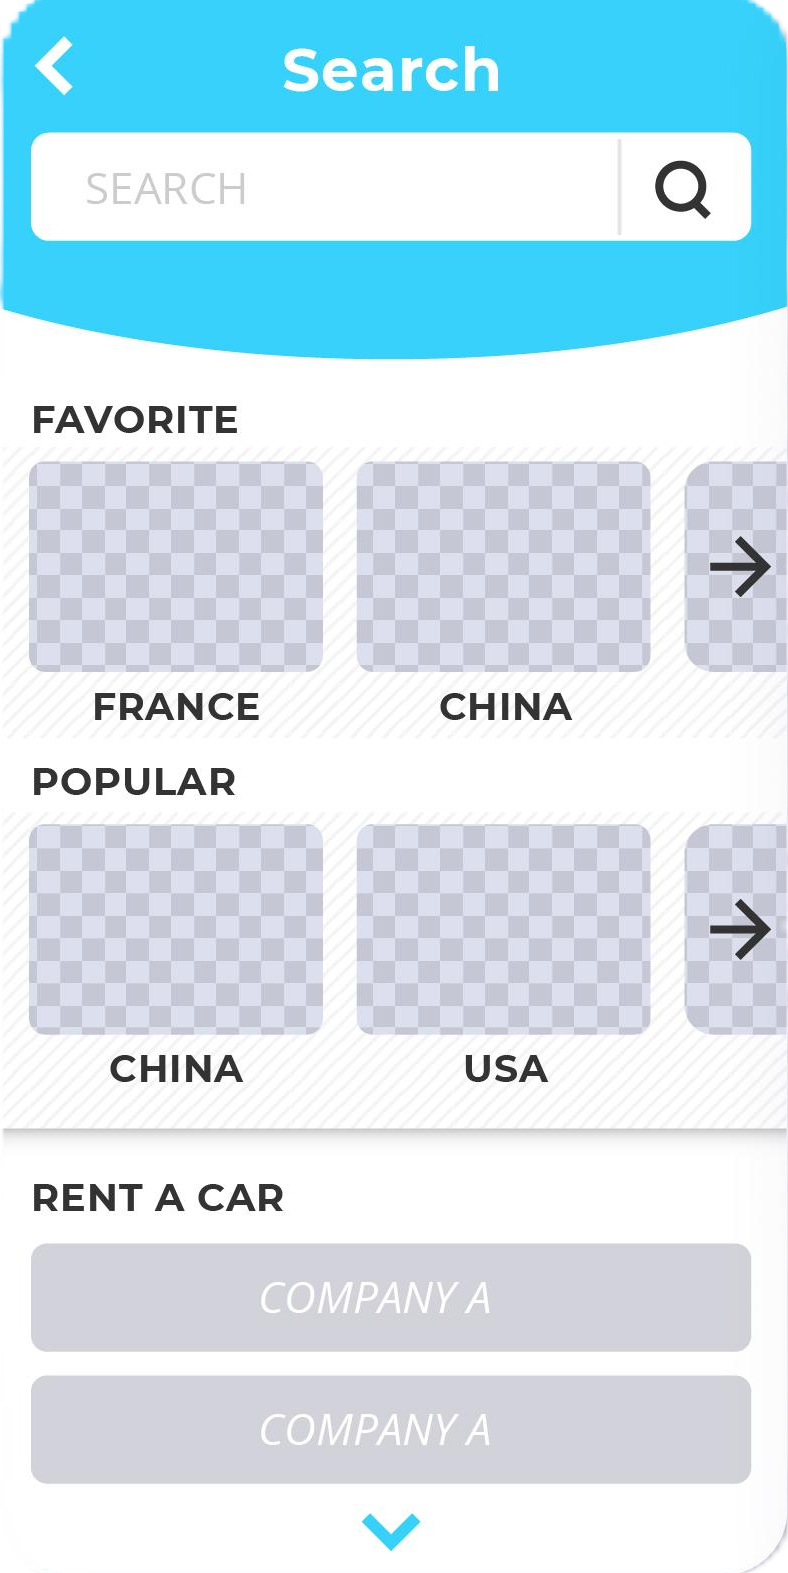 Search
SEARCH
FAVORITE
FRANCE
CHINA
POPULAR
CHINA
USA
RENT A CAR
COMPANY A
COMPANY A